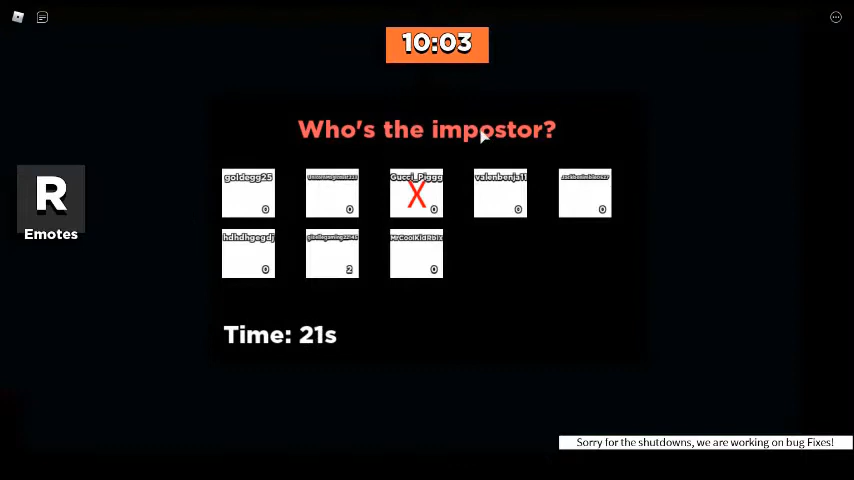 10:03
Who's the impostor?
goldegg25
Gucci_Piggg
X
valenbenja11
0
0
0
0
0
R
Emotes
hdhdhgegdj
MrCoolKidRblx
0
2
0
Time: 21s
Sorry for the shutdowns, we are working on bug Fixes!